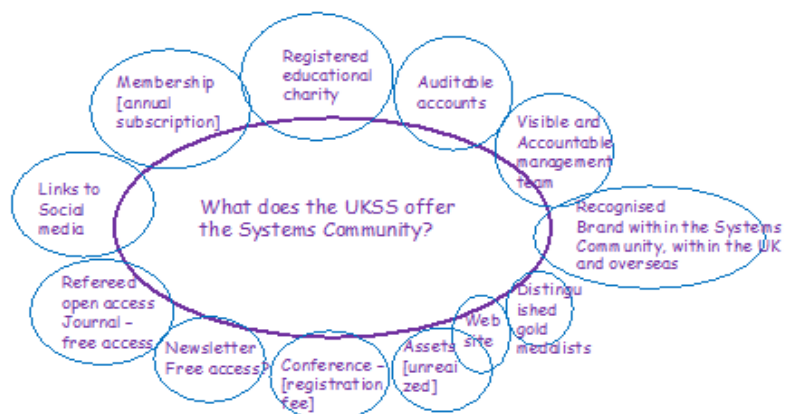 Registered
educational
charity
Membership
[annual
subscription]
Auditable
accounts
Visible and
Accountable
management
team
Links to
Social
media
What does the UKSS offer
the Systems Community?
Recognised
Brand within the Systems
Community, within the UK
and overseas
Refereed
open access
Journal –
free access
Distingu
ished
gold
medalists
Web
site
Newsletter
Free access?
Conference –
[registration
fee]
Assets
[unreal
ized]